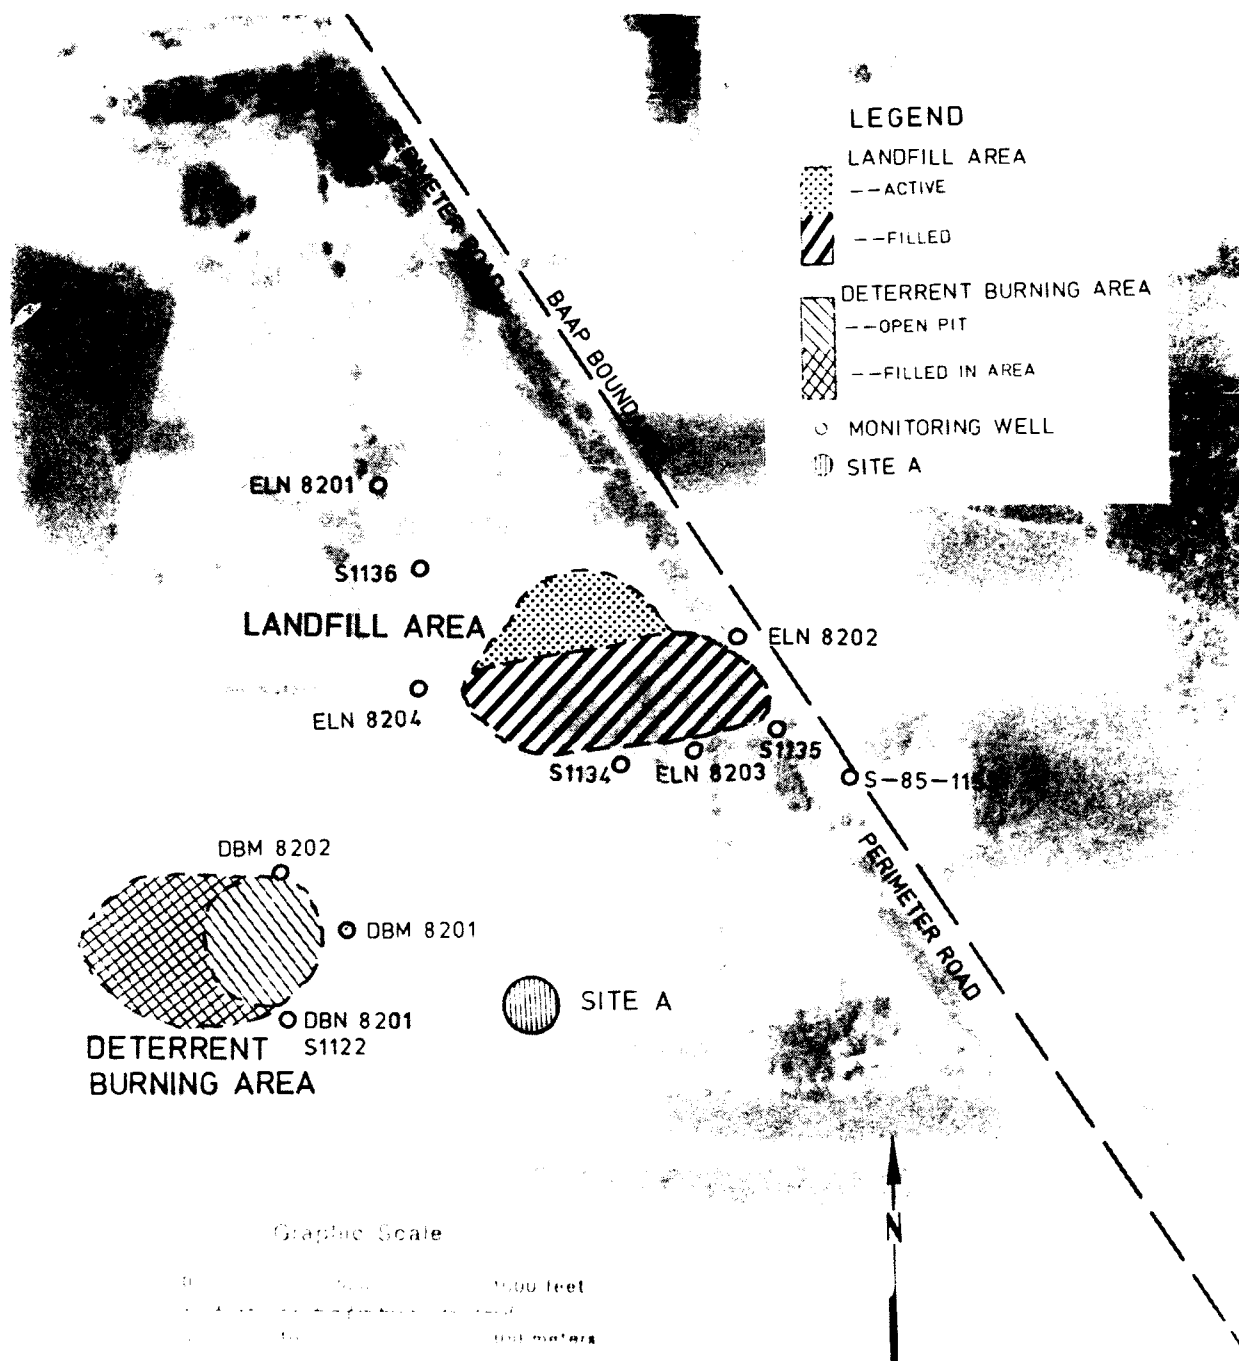 LEGEND
LANDFILL AREA
--ACTIVE
--FILLED
DETERRENT BURNING AREA
--OPEN PIT
--FILLED IN AREA
MONITORING WELL
SITE A
ROAD
BAAP
ELN 8201
S1136
LANDFILL AREA
ELN 8202
ELN 8204
S1135
S1134
ELN 8203
PERIMETER ROAD
DBM 8202
DBM 8201
SITE A
DBN 8201
S1122
DETERRENT
BURNING AREA
N
Graphic Scale
feet
meters